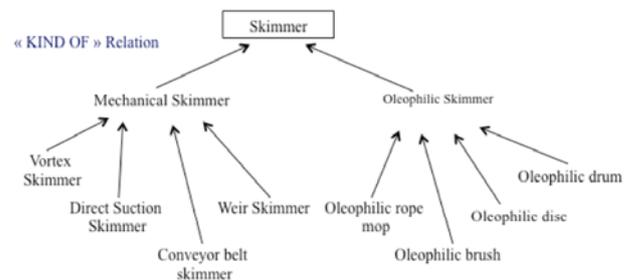 Skimmer
« KIND OF » Relation
Mechanical Skimmer
Oleophilic Skimmer
Vortex
Skimmer
Direct Suction
Skimmer
Conveyor belt
skimmer
Weir Skimmer
Oleophilic rope
mop
Oleophilic brush
Oleophilic disc
Oleophilic drum